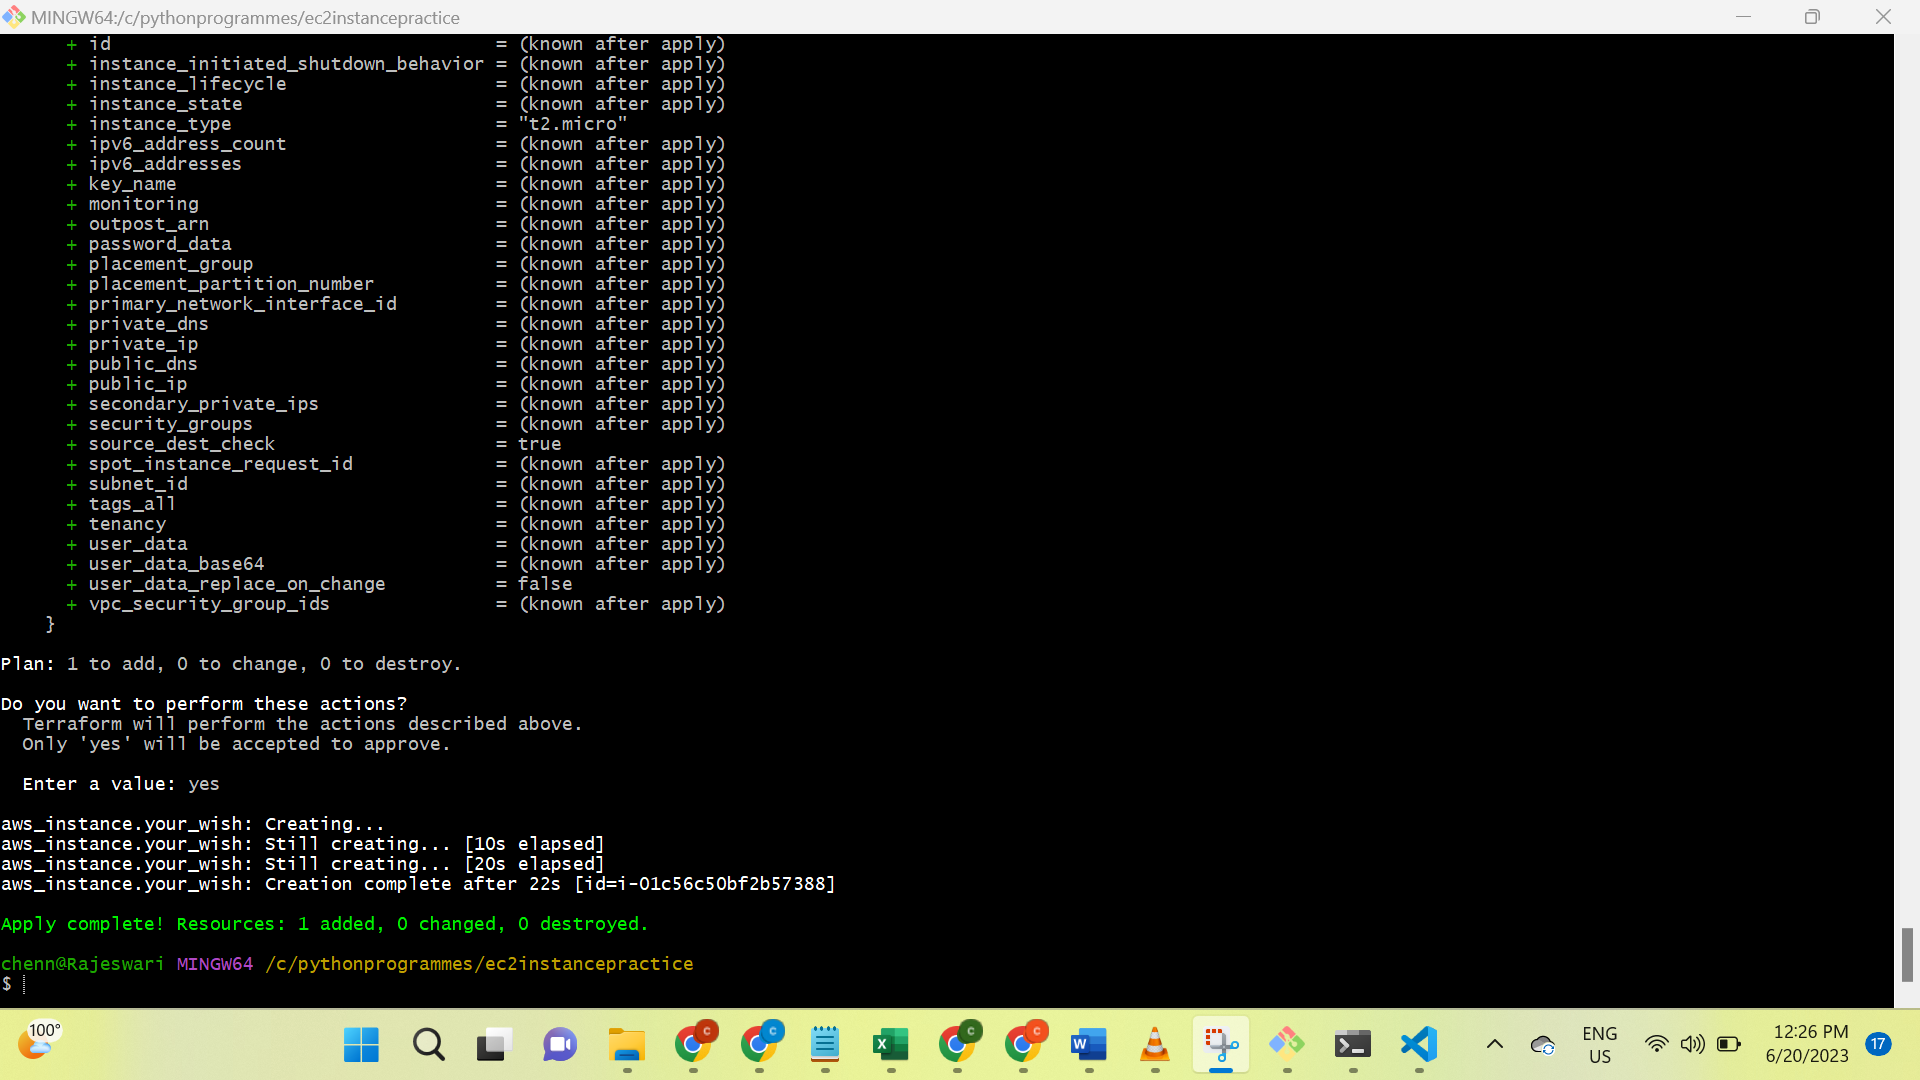 MINGW64:/c/pythonprogrammes/ec2instancepractice
+ id = (known after apply)
+ instance_initiated_shutdown_behavior = (known after apply)
+ instance_lifecycle = (known after apply)
+ instance_state = (known after apply)
+ instance_type = "t2.micro"
+ ipv6_address_count = (known after apply)
+ ipv6_addresses = (known after apply)
+ key_name = (known after apply)
+ monitoring = (known after apply)
+ outpost_arn = (known after apply)
+ password_data = (known after apply)
+ placement_group = (known after apply)
+ placement_partition_number = (known after apply)
+ primary_network_interface_id = (known after apply)
+ private_dns = (known after apply)
+ private_ip = (known after apply)
+ public_dns = (known after apply)
+ public_ip = (known after apply)
+ secondary_private_ips = (known after apply)
+ security_groups = (known after apply)
+ source_dest_check = true
+ spot_instance_request_id = (known after apply)
+ subnet_id = (known after apply)
+ tags_all = (known after apply)
+ tenancy = (known after apply)
+ user_data = (known after apply)
+ user_data_base64 = (known after apply)
+ user_data_replace_on_change = false
+ vpc_security_group_ids = (known after apply)
}
Plan: 1 to add, 0 to change, 0 to destroy.
Do you want to perform these actions?
Terraform will perform the actions described above.
Only 'yes' will be accepted to approve.
Enter a value: yes
aws_instance.your_wish: Creating...
aws_instance.your_wish: Still creating... [10s elapsed]
aws_instance.your_wish: Still creating... [20s elapsed]
aws_instance.your_wish: Creation complete after 22s [id=i-01c56c50bf2b57388]
Apply complete! Resources: 1 added, 0 changed, 0 destroyed.
chenn@Rajeswari MINGW64 /c/pythonprogrammes/ec2instancepractice
$
100°
C
C
X
C
C
W
ENG
US
12:26 PM
6/20/2023
17